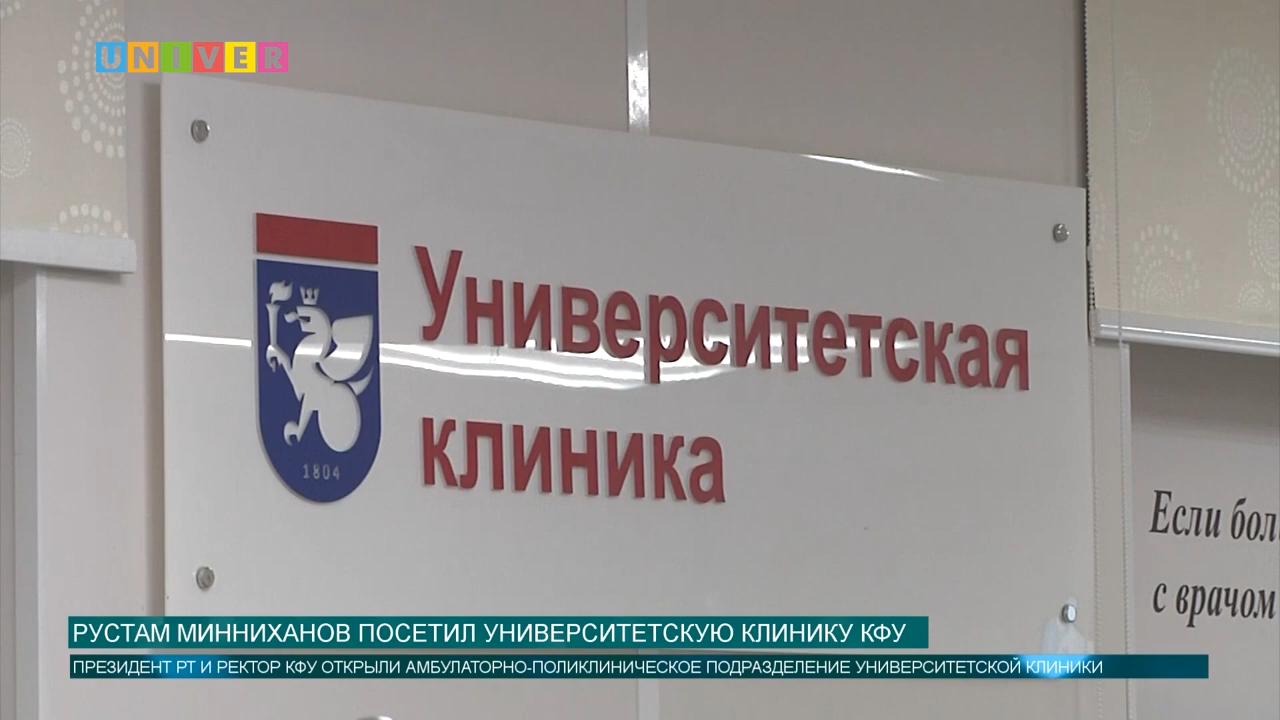 UNIVER
Университетская
клиника
1804
Если
с врачом
РУСТАМ МИННИХАНОВ ПОСЕТИЛ УНИВЕРСИТЕТСКУЮ КЛИНИКУ КФУ
ПРЕЗИДЕНТ РТ И РЕКТОР КФУ ОТКРЫЛИ АМБУЛАТОРНО-ПОЛИКЛИНИЧЕСКОЕ ПОДРАЗДЕЛЕНИЕ УНИВЕРСИТЕТСКОЙ КЛИНИКИ